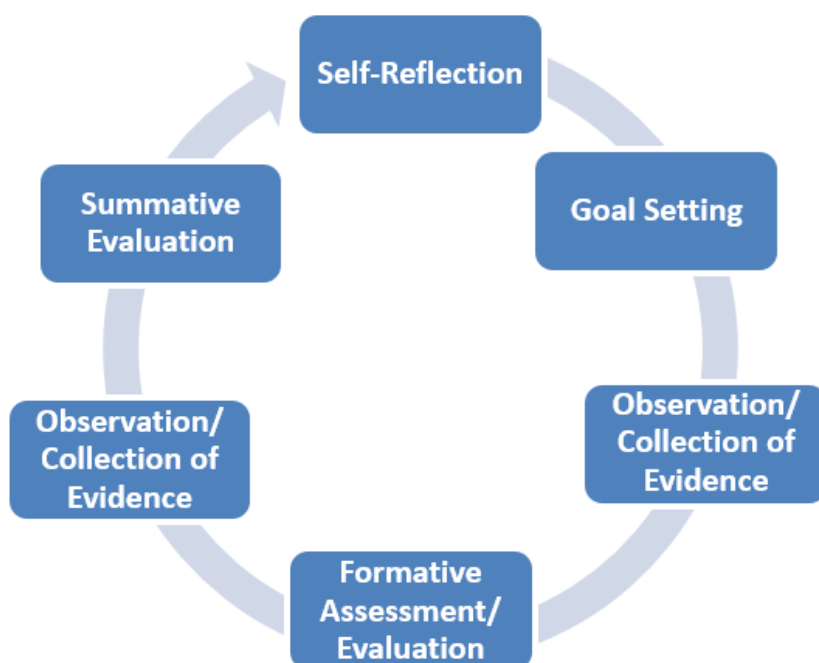 Self-Reflection
Goal Setting
Observation/
Collection of
Evidence
Formative
Assessment/
Evaluation
Observation/
Collection of
Evidence
Summative
Evaluation